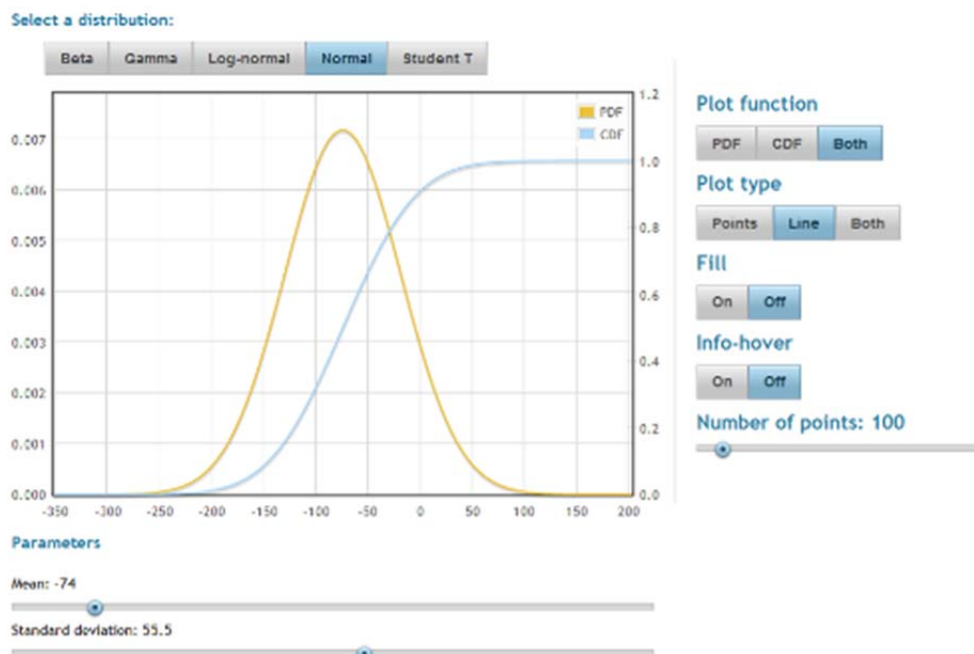 Select a distribution:
Beta Gamma Log-normal Normal Student T
PDF
CDF
0.007
0.006
0.005
0.004
0.003
0.002
0.001
0.000
1.2
1.0
0.8
0.6
0.4
0.2
0.0
-350 -300 -250 -200 -150 -100 -50 0 50 100 150 200
Plot function
PDF CDF Both
Plot type
Points Line Both
Fill
On Off
Info-hover
On Off
Number of points: 100
Parameters
Mean: -74
Standard deviation: 55.5